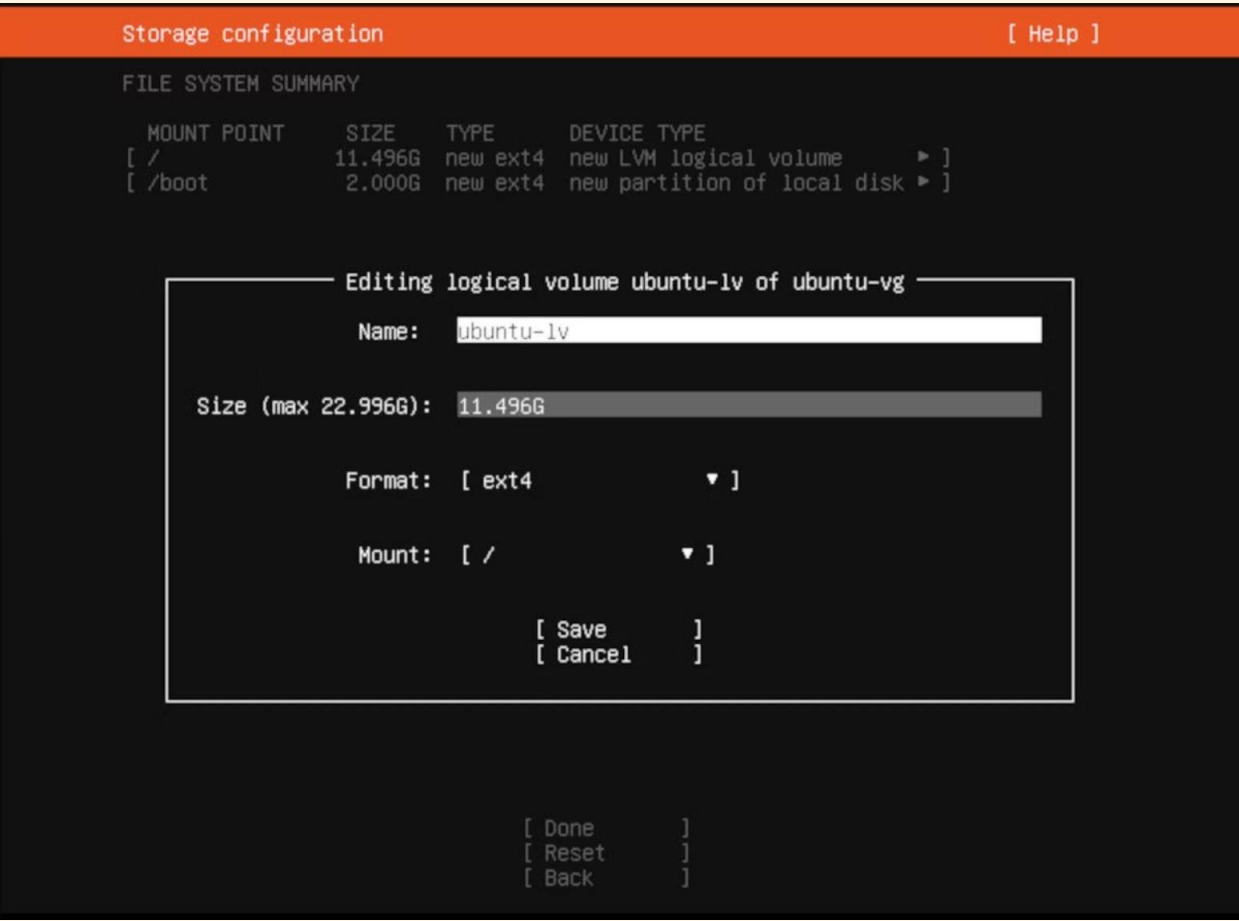 Storage configuration [ Help ]
FILE SYSTEM SUMMARY
MOUNT POINT SIZE TYPE DEVICE TYPE
[ / 11.496G new ext4 new LVM logical volume ▸ ]
[ /boot 2.000G new ext4 new partition of local disk ▸ ]
Editing logical volume ubuntu-lv of ubuntu-vg
Name: ubuntu-lv
Size (max 22.996G): 11.496G
Format: [ ext4 ▾ ]
Mount: [ / ▾ ]
[ Save ]
[ Cancel ]
[ Done ]
[ Reset ]
[ Back ]